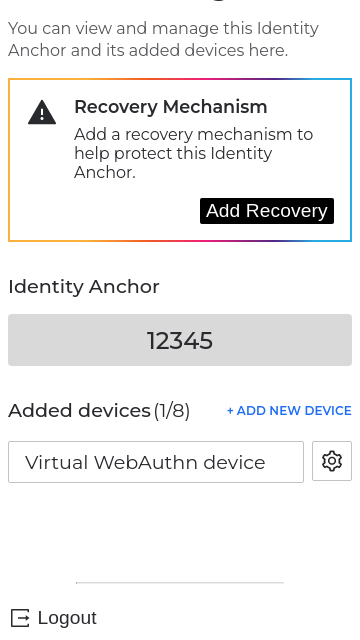 You can view and manage this Identity
Anchor and its added devices here.
Recovery Mechanism
Add a recovery mechanism to
help protect this Identity
Anchor.
Add Recovery
Identity Anchor
12345
Added devices (1/8) + ADD NEW DEVICE
Virtual WebAuthn device
Logout